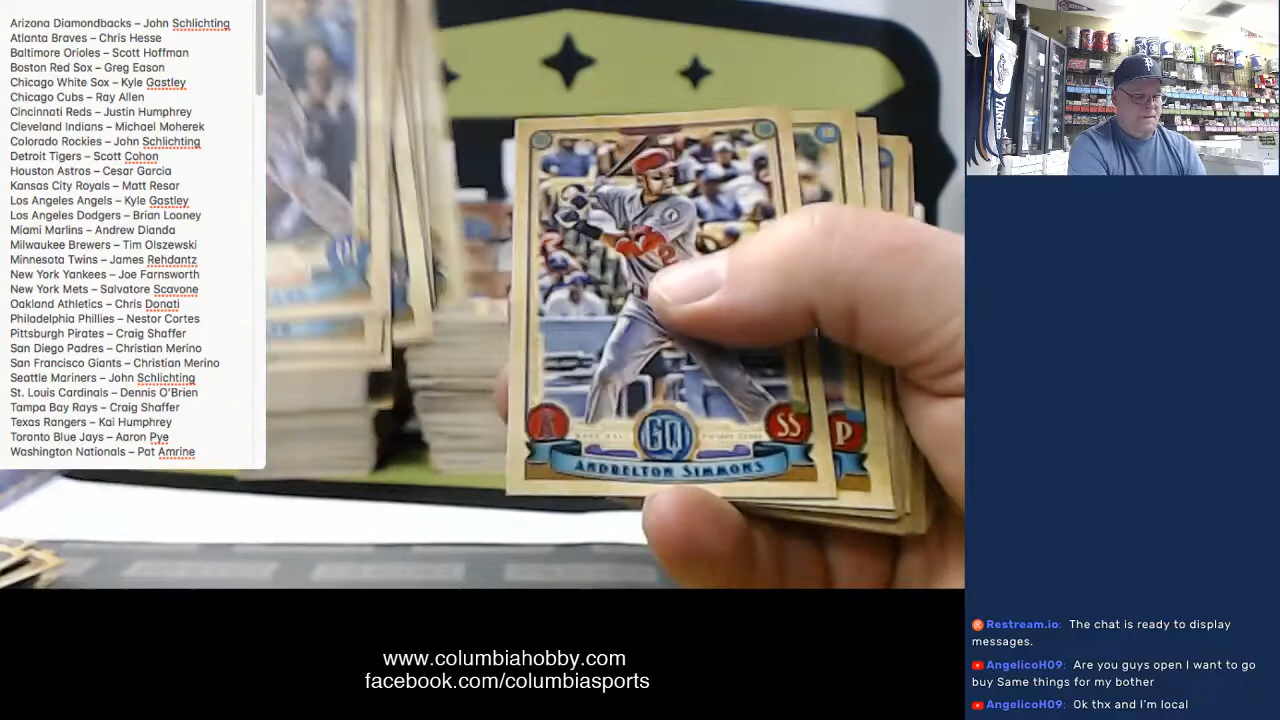 Arizona Diamondbacks – John Schlichting
Atlanta Braves – Chris Hesse
Baltimore Orioles – Scott Hoffman
Boston Red Sox – Greg Eason
Chicago White Sox – Kyle Gastley
Chicago Cubs – Ray Allen
Cincinnati Reds – Justin Humphrey
Cleveland Indians – Michael Moherek
Colorado Rockies – John Schlichting
Detroit Tigers – Scott Cohon
Houston Astros – Cesar Garcia
Kansas City Royals – Matt Resar
Los Angeles Angels – Kyle Gastley
Los Angeles Dodgers – Brian Looney
Miami Marlins – Andrew Dianda
Milwaukee Brewers – Tim Olszewski
Minnesota Twins – James Rehdantz
New York Yankees – Joe Farnsworth
New York Mets – Salvatore Scavone
Oakland Athletics – Chris Donati
Philadelphia Phillies – Nestor Cortes
Pittsburgh Pirates – Craig Shaffer
San Diego Padres – Christian Merino
San Francisco Giants – Christian Merino
Seattle Mariners – John Schlichting
St. Louis Cardinals – Dennis O'Brien
Tampa Bay Rays – Craig Shaffer
Texas Rangers – Kai Humphrey
Toronto Blue Jays – Aaron Pye
Washington Nationals – Pat Amrine
2
A
GQ
SS
P
ANDRELTON SIMMONS
www.columbiahobby.com
facebook.com/columbiasports
Restream.io: The chat is ready to display
messages.
AngelicoH09: Are you guys open I want to go
buy Same things for my bother
AngelicoH09: Ok thx and I'm local